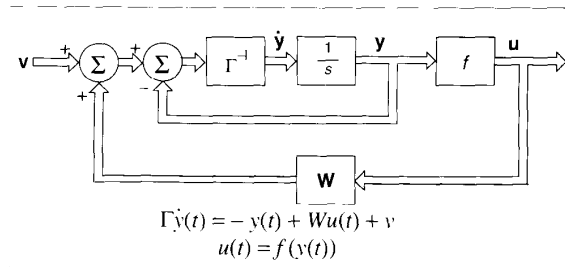 v + Σ + Σ Γ⁻¹ ẏ 1/s y f u
+ −
W
Γẏ(t) = − y(t) + Wu(t) + v
u(t) = f(y(t))